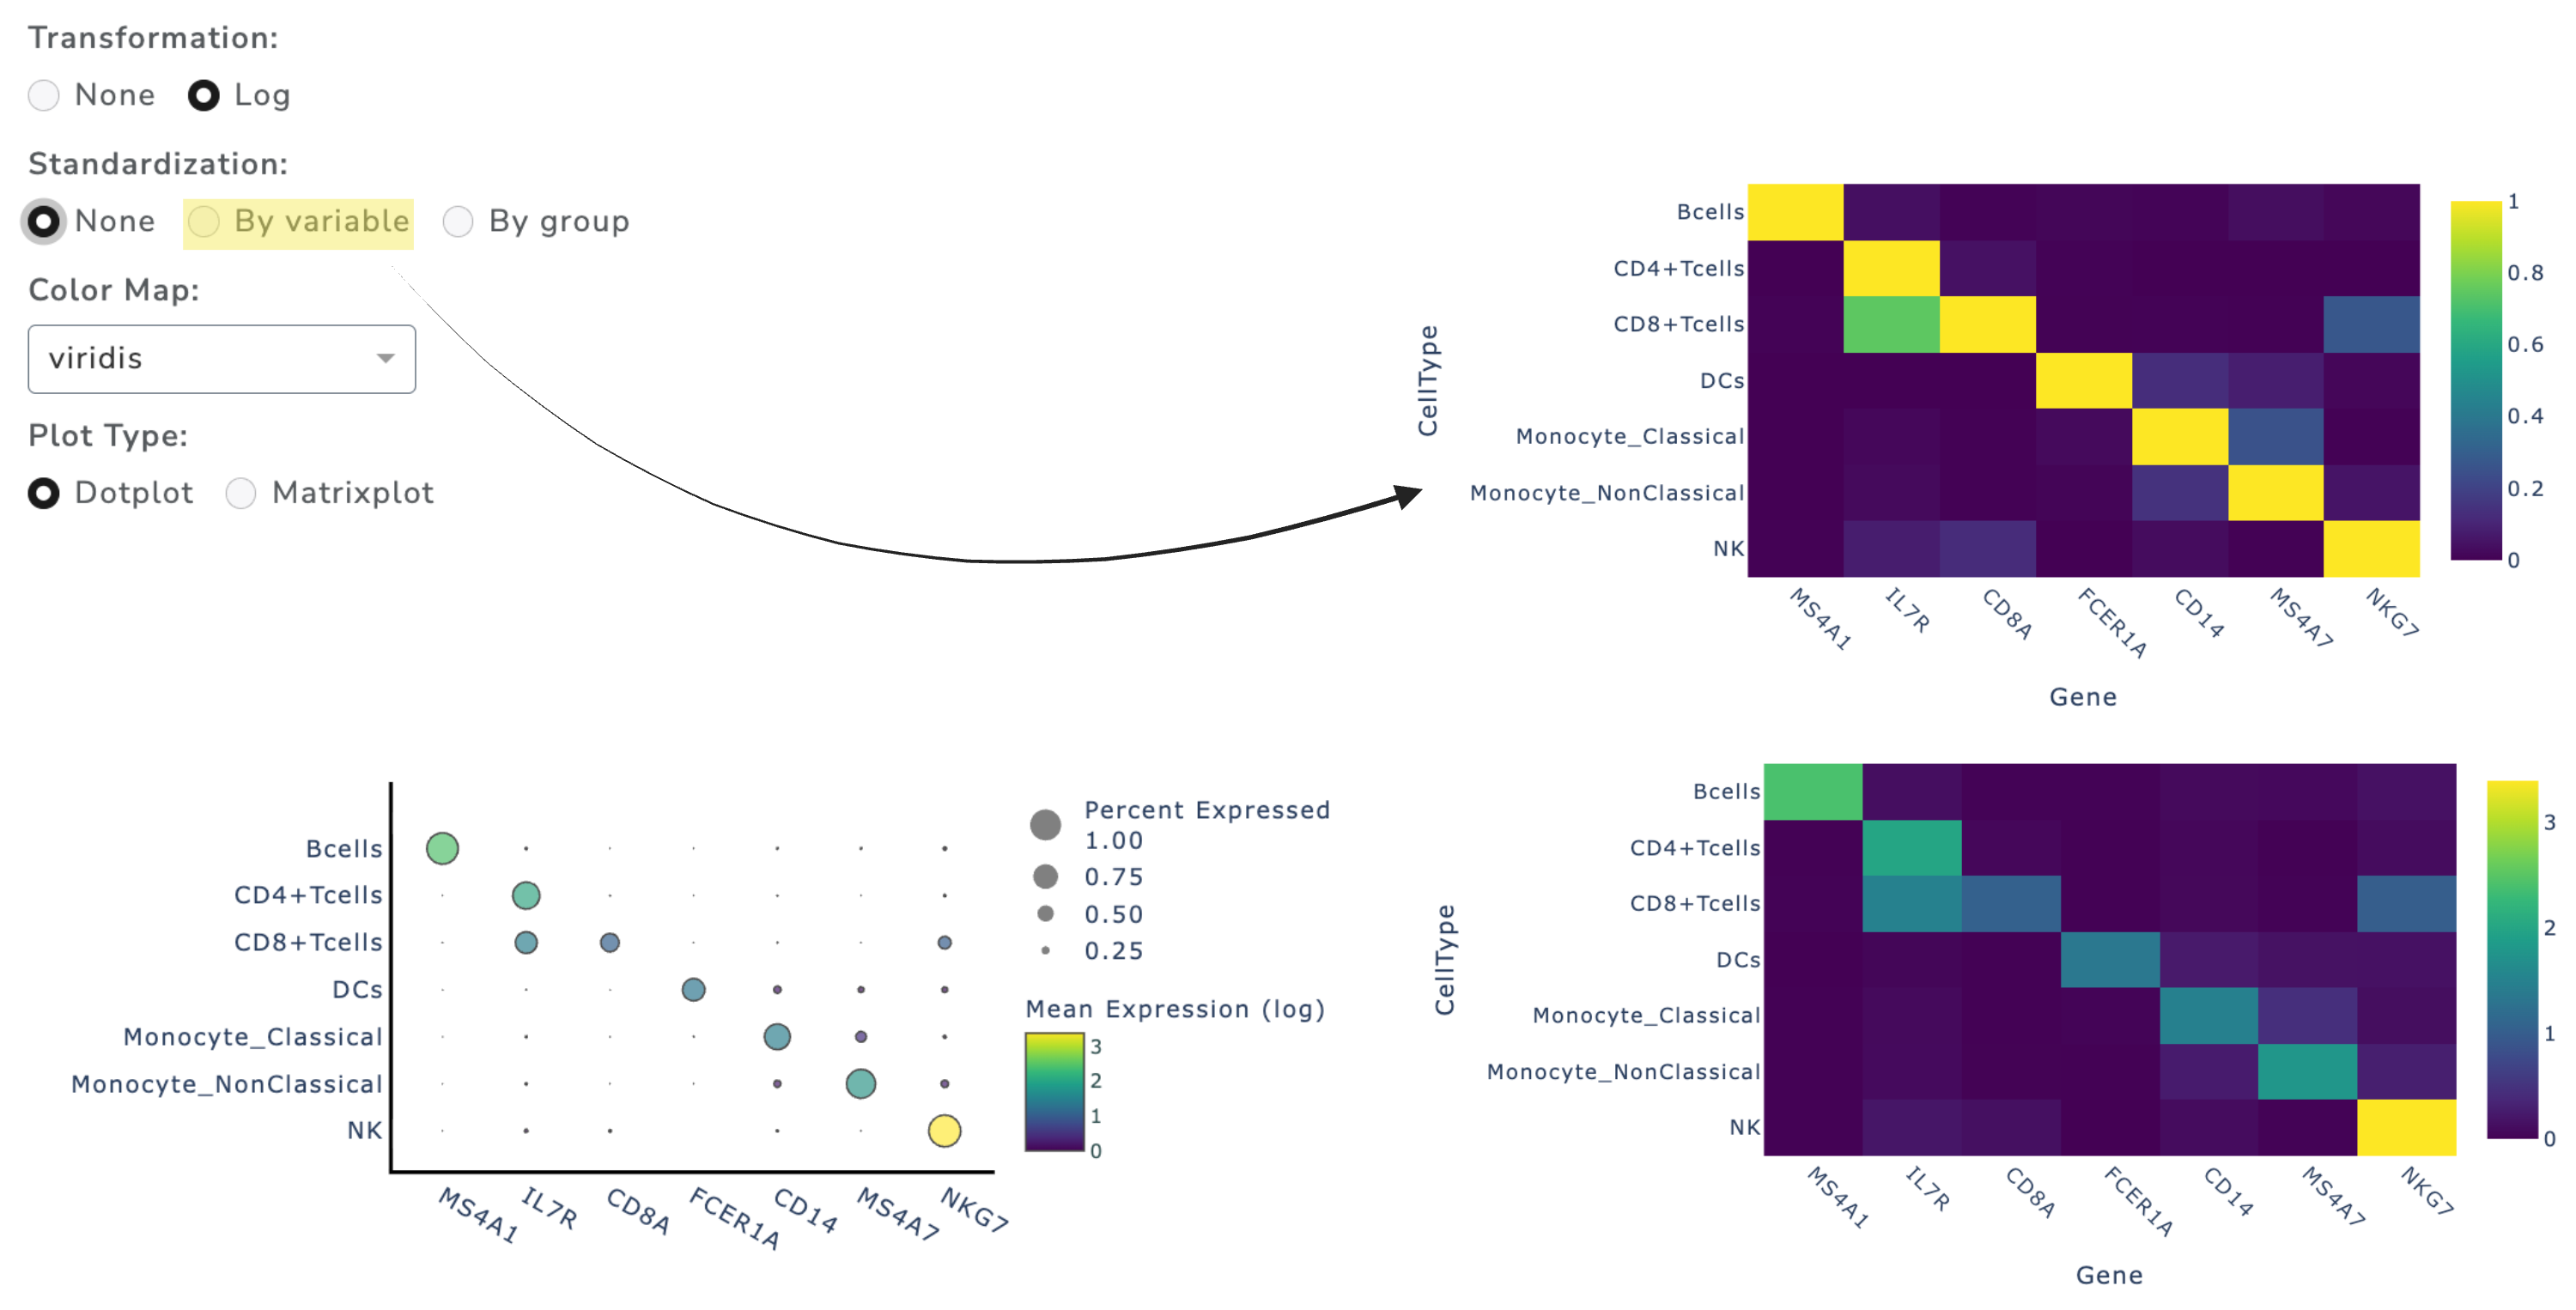 Transformation:
None Log
Standardization:
None By variable By group
Color Map:
viridis
Plot Type:
Dotplot Matrixplot
CellType
Bcells
CD4+Tcells
CD8+Tcells
DCs
Monocyte_Classical
Monocyte_NonClassical
NK
MS4A1 IL7R CD8A FCER1A CD14 MS4A7 NKG7
Gene
1
0.8
0.6
0.4
0.2
0
Bcells
CD4+Tcells
CD8+Tcells
DCs
Monocyte_Classical
Monocyte_NonClassical
NK
MS4A1 IL7R CD8A FCER1A CD14 MS4A7 NKG7
Percent Expressed
1.00
0.75
0.50
0.25
Mean Expression (log)
3
2
1
0
CellType
Bcells
CD4+Tcells
CD8+Tcells
DCs
Monocyte_Classical
Monocyte_NonClassical
NK
MS4A1 IL7R CD8A FCER1A CD14 MS4A7 NKG7
Gene
3
2
1
0